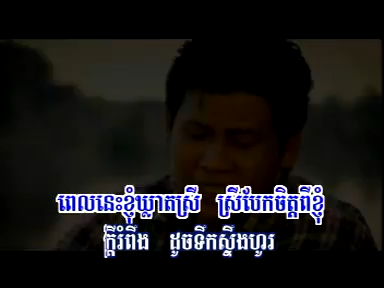 ពេលនេះខ្ញុំឃ្លាតស្រី ស្រីបែកចិត្តពីខ្ញុំ
ក្ដីរំពឹង ដូចទឹកស្ទឹងហូរ